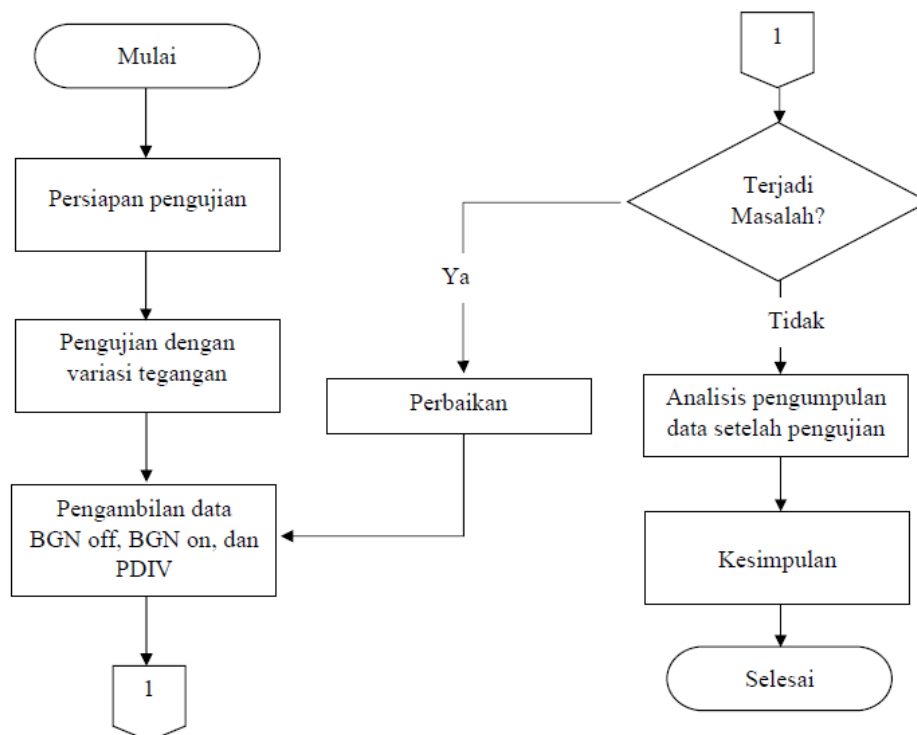 Mulai
Persiapan pengujian
Pengujian dengan
variasi tegangan
Pengambilan data
BGN off, BGN on, dan
PDIV
1
1
Terjadi
Masalah?
Ya
Perbaikan
Tidak
Analisis pengumpulan
data setelah pengujian
Kesimpulan
Selesai